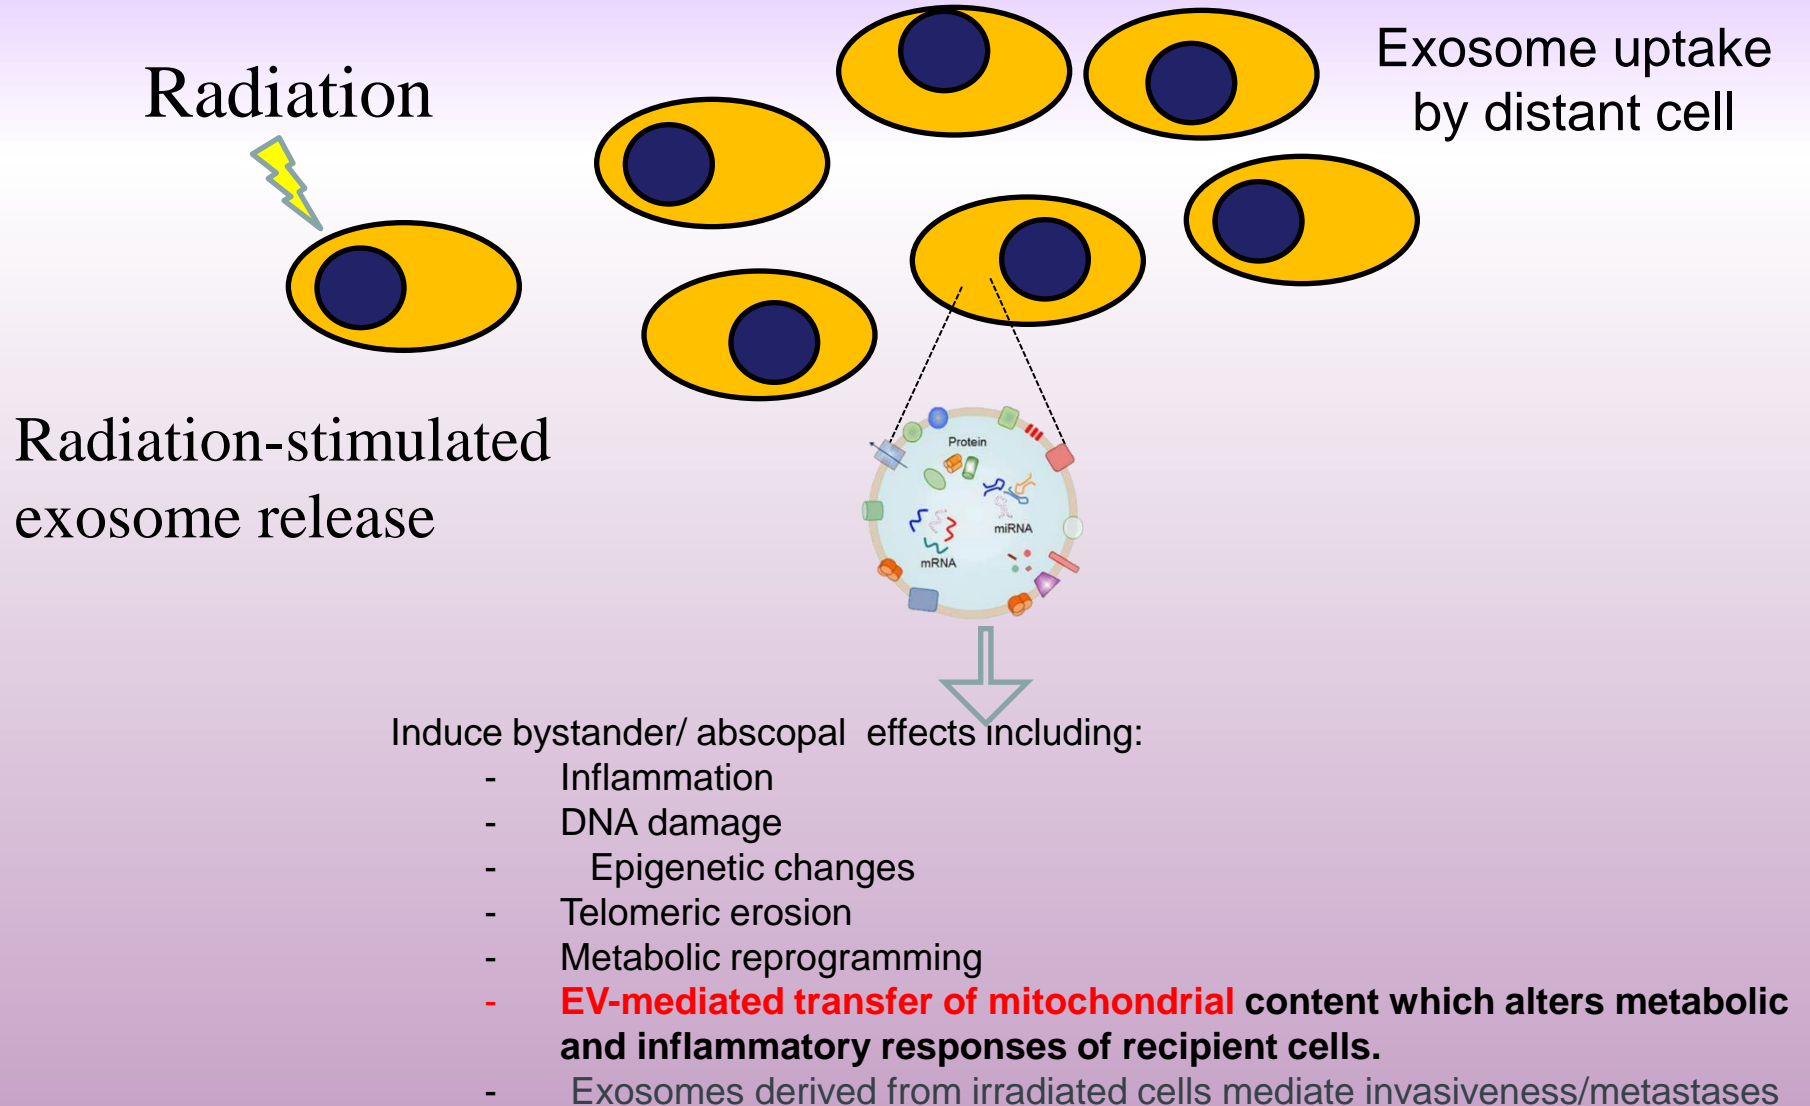 Radiation
Exosome uptake
by distant cell
Radiation-stimulated
exosome release
Protein
miRNA
mRNA
Induce bystander/ abscopal effects including:
- Inflammation
- DNA damage
- Epigenetic changes
- Telomeric erosion
- Metabolic reprogramming
- EV-mediated transfer of mitochondrial content which alters metabolic
and inflammatory responses of recipient cells.
- Exosomes derived from irradiated cells mediate invasiveness/metastases